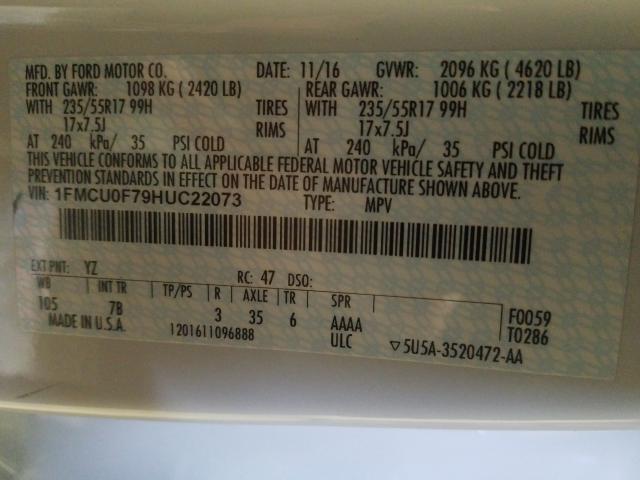 MFD. BY FORD MOTOR CO. DATE: 11/16 GVWR: 2096 KG ( 4620 LB)
FRONT GAWR: 1098 KG ( 2420 LB) REAR GAWR: 1006 KG ( 2218 LB)
WITH 235/55R17 99H TIRES WITH 235/55R17 99H TIRES
17x7.5J RIMS 17x7.5J RIMS
AT 240 kPa/ 35 PSI COLD AT 240 kPa/ 35 PSI COLD
THIS VEHICLE CONFORMS TO ALL APPLICABLE FEDERAL MOTOR VEHICLE SAFETY AND THEFT
PREVENTION STANDARDS IN EFFECT ON THE DATE OF MANUFACTURE SHOWN ABOVE.
VIN: 1FMCU0F79HUC22073 TYPE: MPV
EXT PNT: YZ RC: 47 DSO:
WB INT TR TP/PS R AXLE TR SPR
105 7B 3 35 6 AAAA F0059
MADE IN U.S.A. 1201611096888 ULC ▽5U5A-3520472-AA T0286